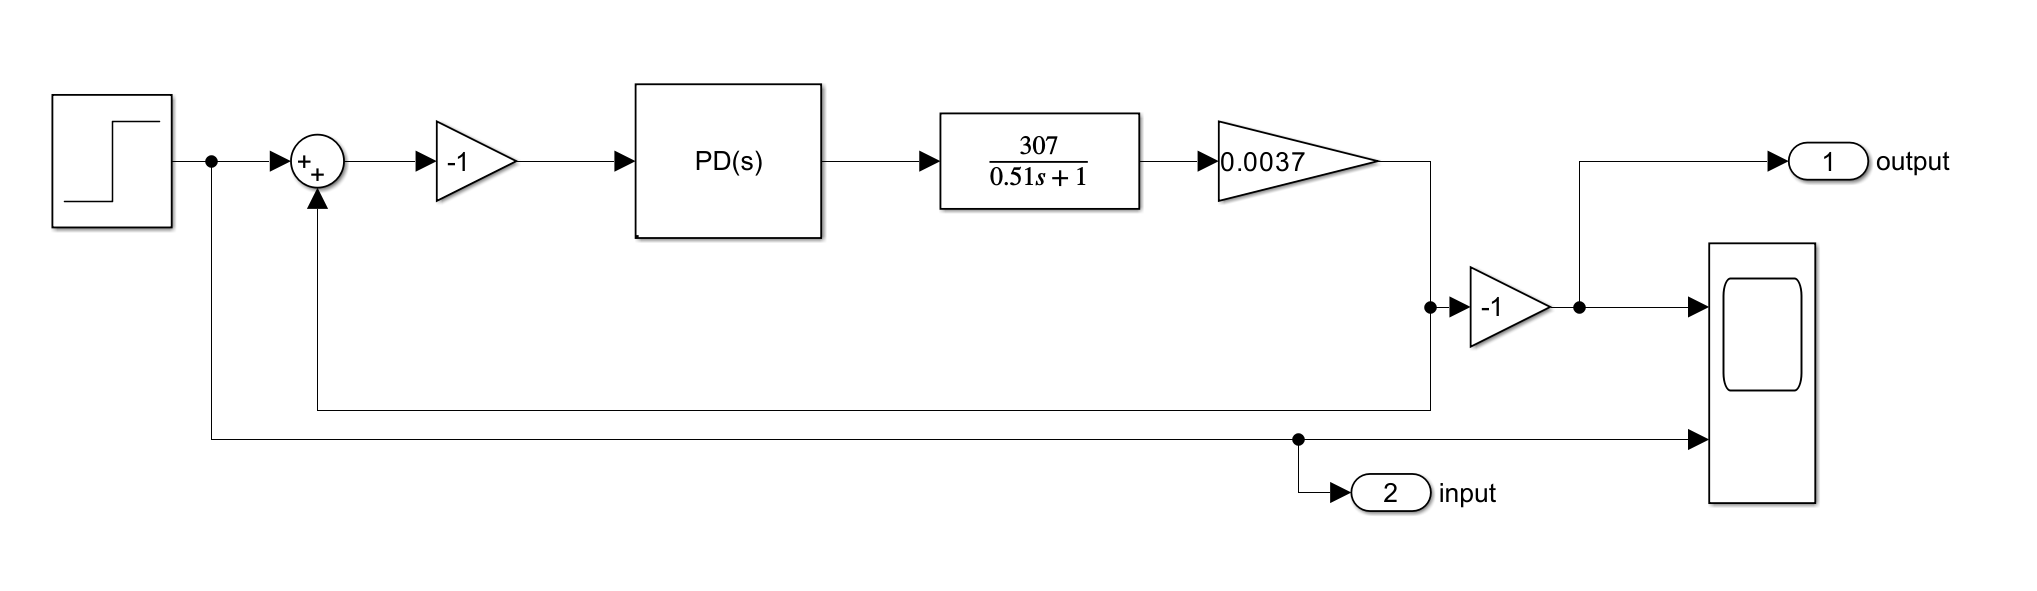 +
+
-1
PD(s)
307
0.51s + 1
0.0037
-1
1
output
2
input